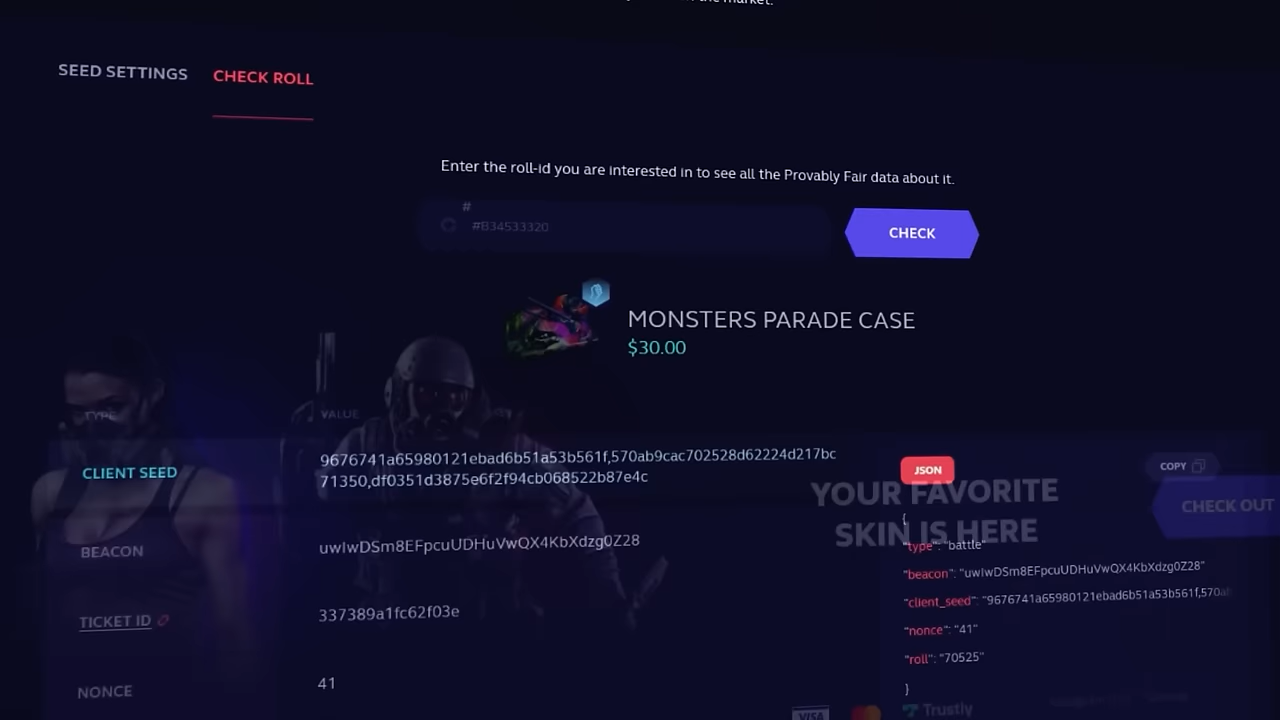 the market.
SEED SETTINGS
CHECK ROLL
Enter the roll-id you are interested in to see all the Provably Fair data about it.
#
#B34533320
CHECK
MONSTERS PARADE CASE
$30.00
TYPE
VALUE
CLIENT SEED
9676741a65980121ebad6b51a53b561f,570ab9cac702528d62224d217bc
71350,df0351d3875e6f2f94cb068522b87e4c
JSON
COPY
YOUR FAVORITE
SKIN IS HERE
CHECK OUT
BEACON
uwIwDSm8EFpcuUDHuVwQX4KbXdzg0Z28
TICKET ID
337389a1fc62f03e
NONCE
41
{
"type": "battle"
"beacon": "uwIwDSm8EFpcuUDHuVwQX4KbXdzg0Z28"
"client_seed": "9676741a65980121ebad6b51a53b561f,570a
"nonce": "41"
"roll": "70525"
}
VISA
Trustly